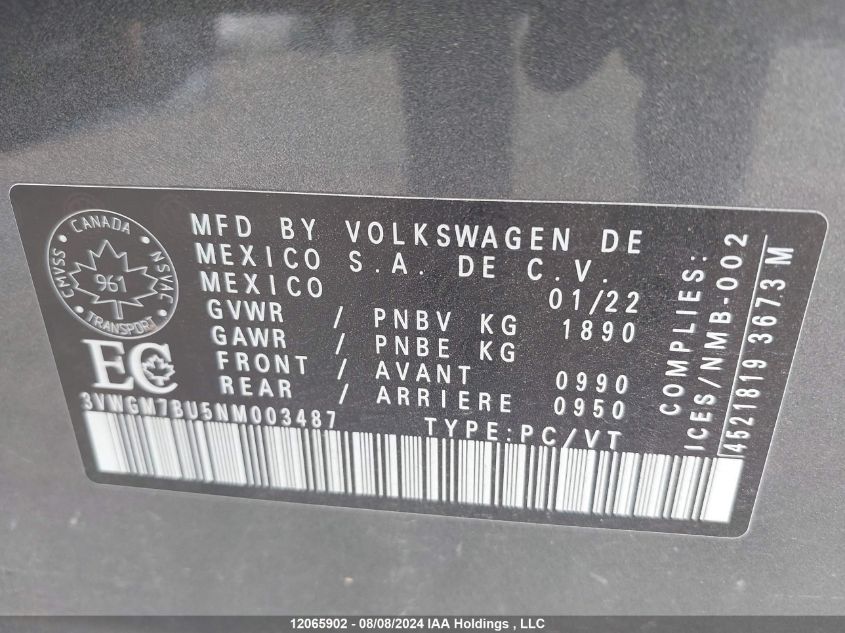 CANADA
CMVSS
NSVAC
961
TRANSPORT
EC
MFD BY VOLKSWAGEN DE
MEXICO S.A. DE C.V.
MEXICO 01/22
GVWR / PNBV KG 1890
GAWR / PNBE KG
FRONT / AVANT 0990
REAR / ARRIERE 0950
3VWGM7BU5NM003487 TYPE:PC/VT
COMPLIES:
ICES/NMB-002
4521819 3673 M
12065902 - 08/08/2024 IAA Holdings , LLC